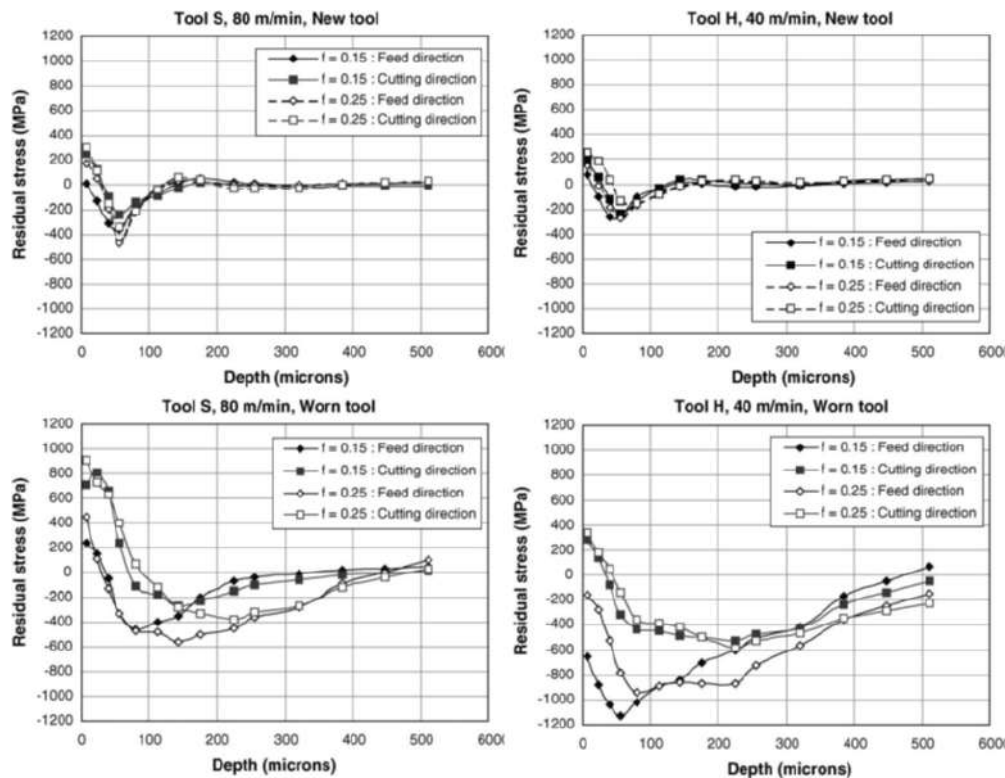 Tool S, 80 m/min, New tool
1200
1000
800
600
400
200
0
-200
-400
-600
-800
-1000
-1200
Residual stress (MPa)
f = 0.15 : Feed direction
f = 0.15 : Cutting direction
f = 0.25 : Feed direction
f = 0.25 : Cutting direction
0 100 200 300 400 500 6000
Depth (microns)
Tool H, 40 m/min, New tool
1200
1000
800
600
400
200
0
-200
-400
-600
-800
-1000
-1200
Residual stress (MPa)
f = 0.15 : Feed direction
f = 0.15 : Cutting direction
f = 0.25 : Feed direction
f = 0.25 : Cutting direction
0 100 200 300 400 500 6000
Depth (microns)
Tool S, 80 m/min, Worn tool
1200
1000
800
600
400
200
0
-200
-400
-600
-800
-1000
-1200
Residual stress (MPa)
f = 0.15 : Feed direction
f = 0.15 : Cutting direction
f = 0.25 : Feed direction
f = 0.25 : Cutting direction
0 100 200 300 400 500 6000
Depth (microns)
Tool H, 40 m/min, Worn tool
1200
1000
800
600
400
200
0
-200
-400
-600
-800
-1000
-1200
Residual stress (MPa)
f = 0.15 : Feed direction
f = 0.15 : Cutting direction
f = 0.25 : Feed direction
f = 0.25 : Cutting direction
0 100 200 300 400 500 6000
Depth (microns)